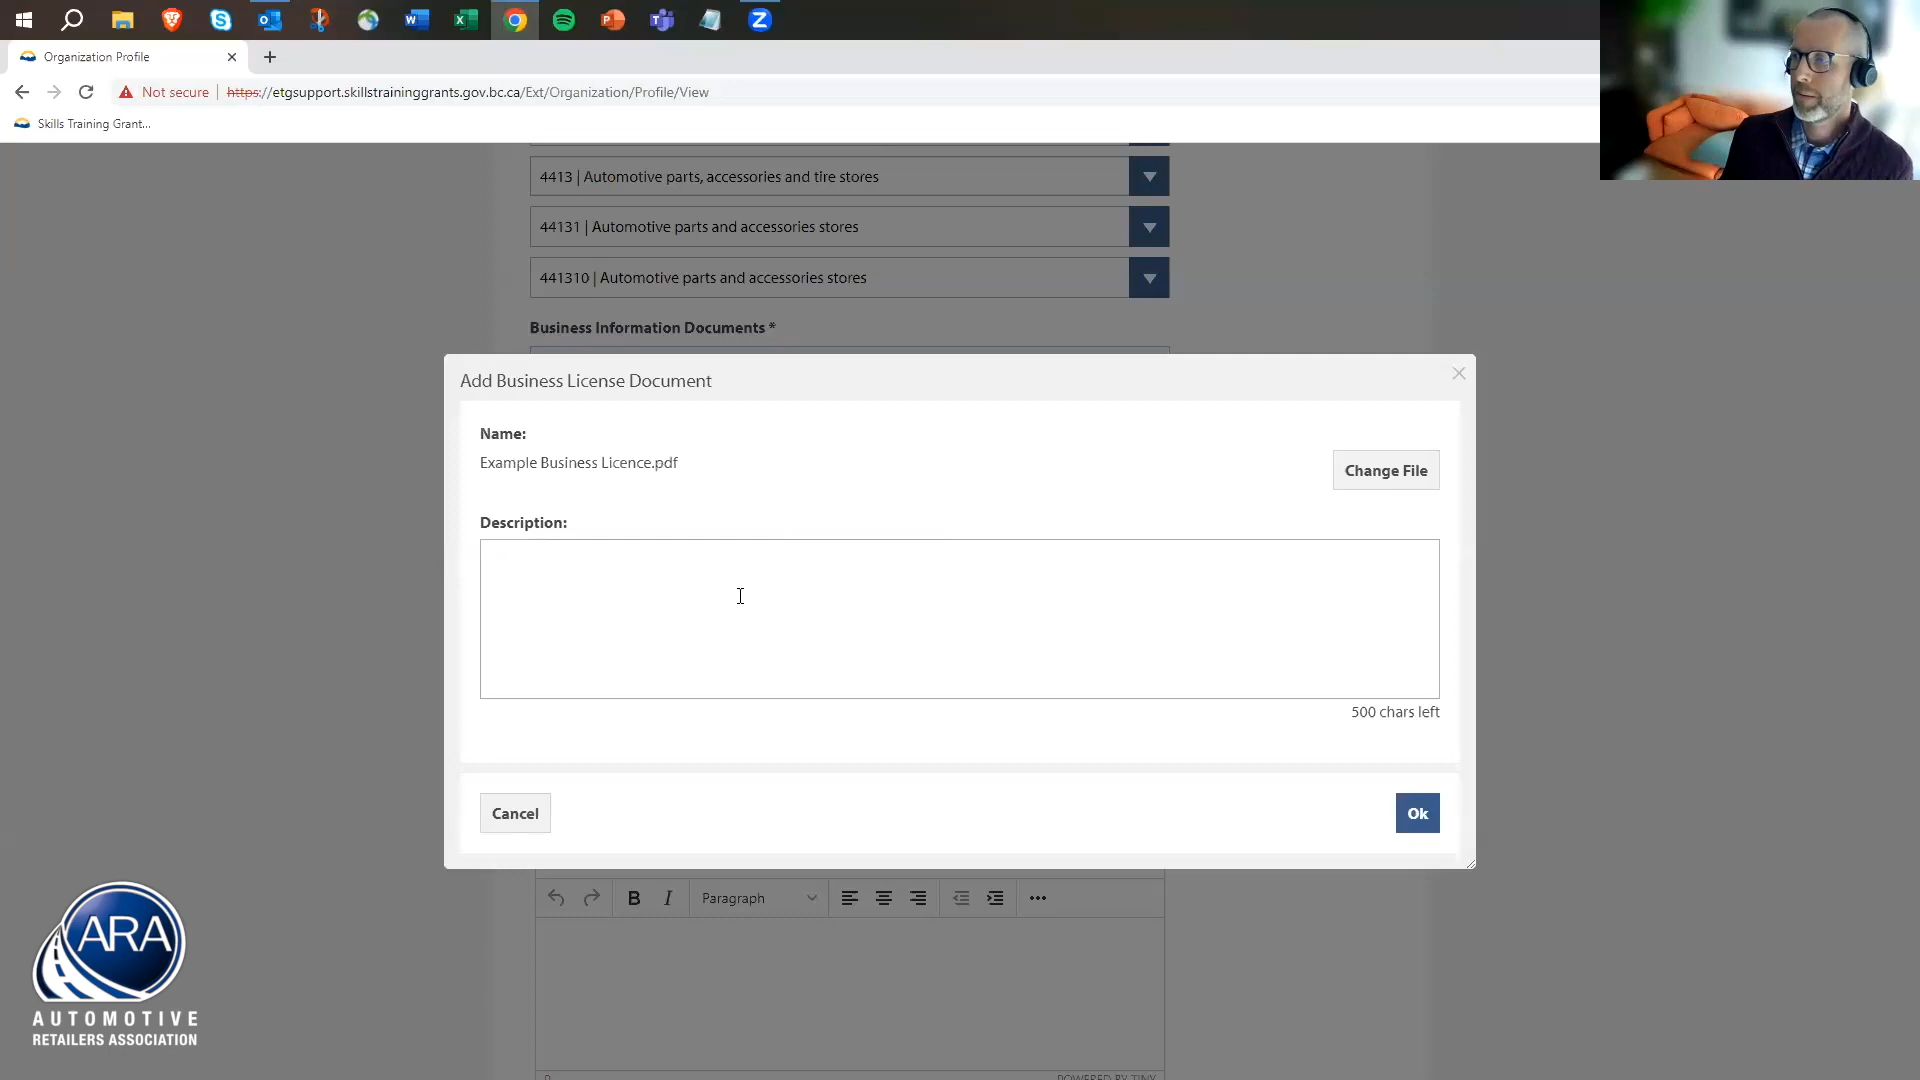 Organization Profile
Not secure
https://etgsupport.skillstraininggrants.gov.bc.ca/Ext/Organization/Profile/View
Skills Training Grant...
4413 | Automotive parts, accessories and tire stores
44131 | Automotive parts and accessories stores
441310 | Automotive parts and accessories stores
Business Information Documents *
Add Business License Document
Name:
Example Business Licence.pdf
Change File
Description:
500 chars left
Cancel
Ok
B I Paragraph
POWERED BY TINY
ARA
AUTOMOTIVE
RETAILERS ASSOCIATION